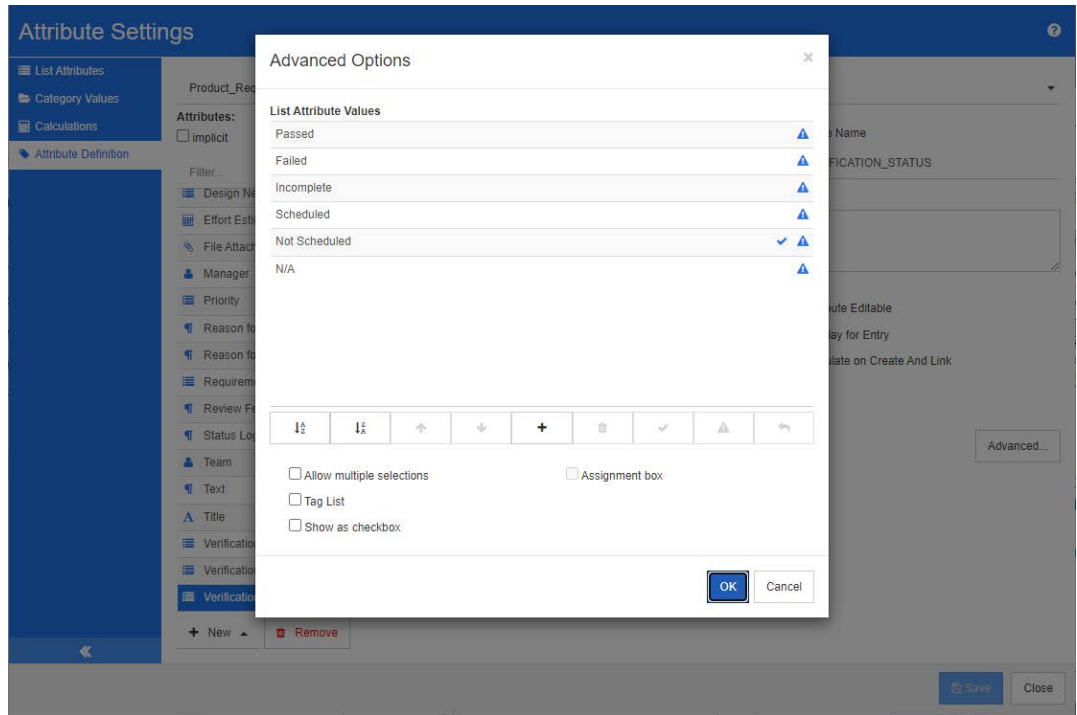 Attribute Settings
List Attributes
Category Values
Calculations
Attribute Definition
Product_Req
Attributes:
implicit
Filter...
Design Ne
Effort Esti
File Attach
Manager
Priority
Reason fo
Reason fo
Requireme
Review Fe
Status Log
Team
Text
Title
Verification
Verification
Verification
+ New
Remove
Advanced Options
×
List Attribute Values
Passed
Failed
Incomplete
Scheduled
Not Scheduled
N/A
Allow multiple selections
Assignment box
Tag List
Show as checkbox
OK
Cancel
e Name
FICATION_STATUS
ute Editable
lay for Entry
late on Create And Link
Advanced...
Save
Close